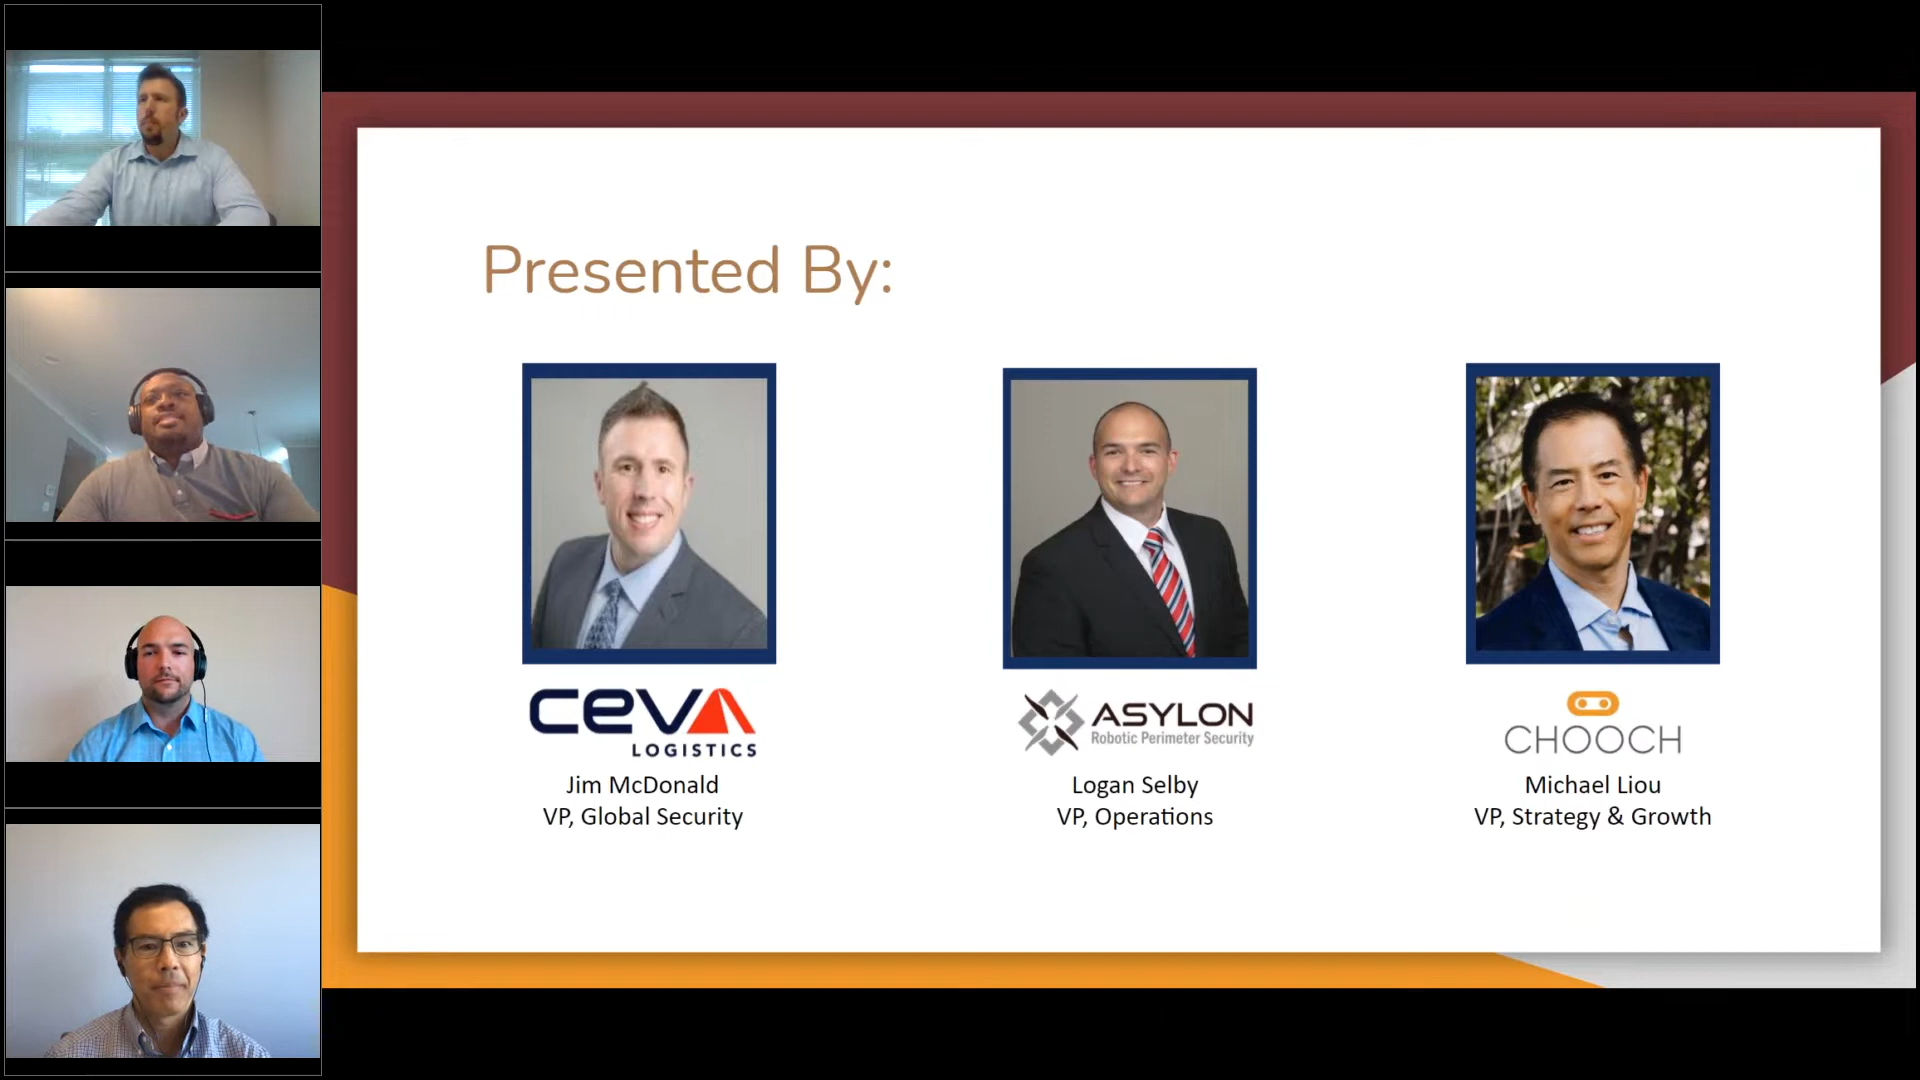 Presented By:
CEVA
LOGISTICS
Jim McDonald
VP, Global Security
ASYLON
Robotic Perimeter Security
Logan Selby
VP, Operations
CHOOCH
Michael Liou
VP, Strategy & Growth